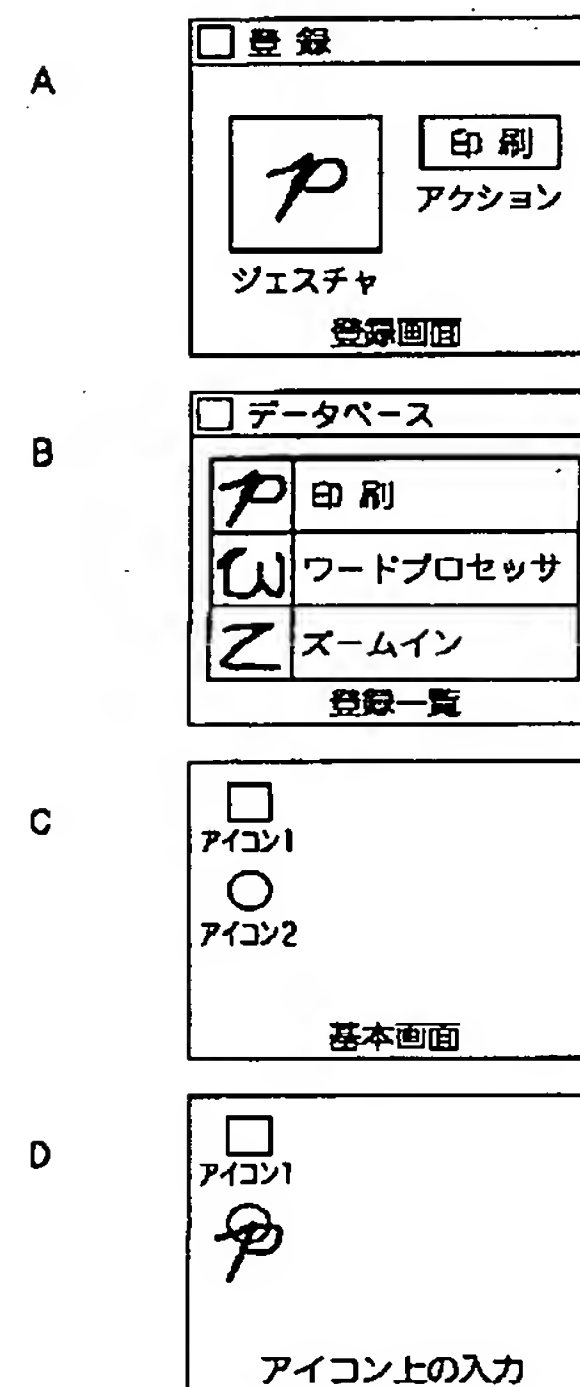 A
登 録
印 刷
アクション
p
ジェスチャ
登録画面
B
データベース
p 印 刷
W ワードプロセッサ
Z ズームイン
登録一覧
C
アイコン1
アイコン2
基本画面
D
アイコン1
p
アイコン上の入力